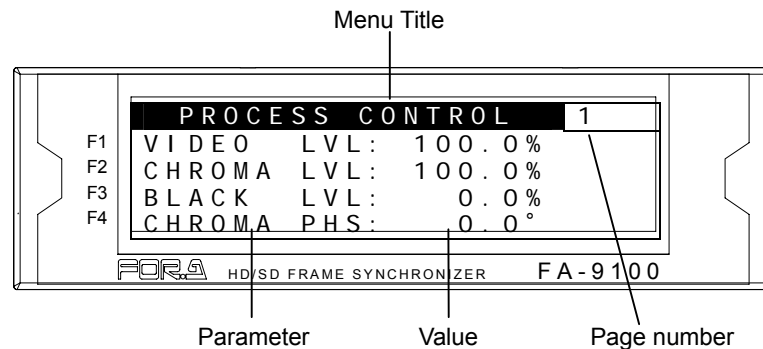 Menu Title
PROCESS CONTROL 1
F1 VIDEO LVL: 100.0%
F2 CHROMA LVL: 100.0%
F3 BLACK LVL: 0.0%
F4 CHROMA PHS: 0.0°
FOR.A HD/SD FRAME SYNCHRONIZER FA-9100
Parameter Value Page number